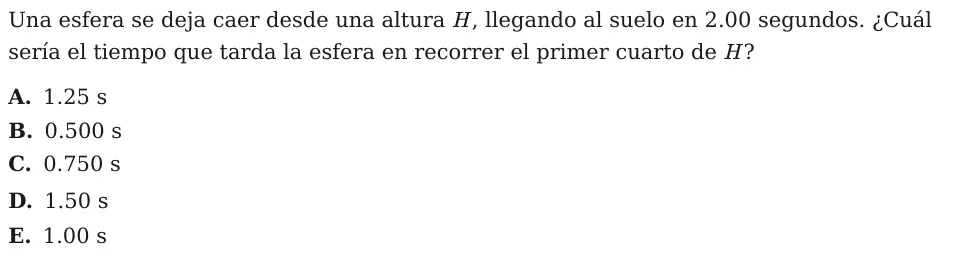 Una esfera se deja caer desde una altura H, llegando al suelo en 2.00 segundos. ¿Cuál
sería el tiempo que tarda la esfera en recorrer el primer cuarto de H?
A. 1.25 s
B. 0.500 s
C. 0.750 s
D. 1.50 s
E. 1.00 s